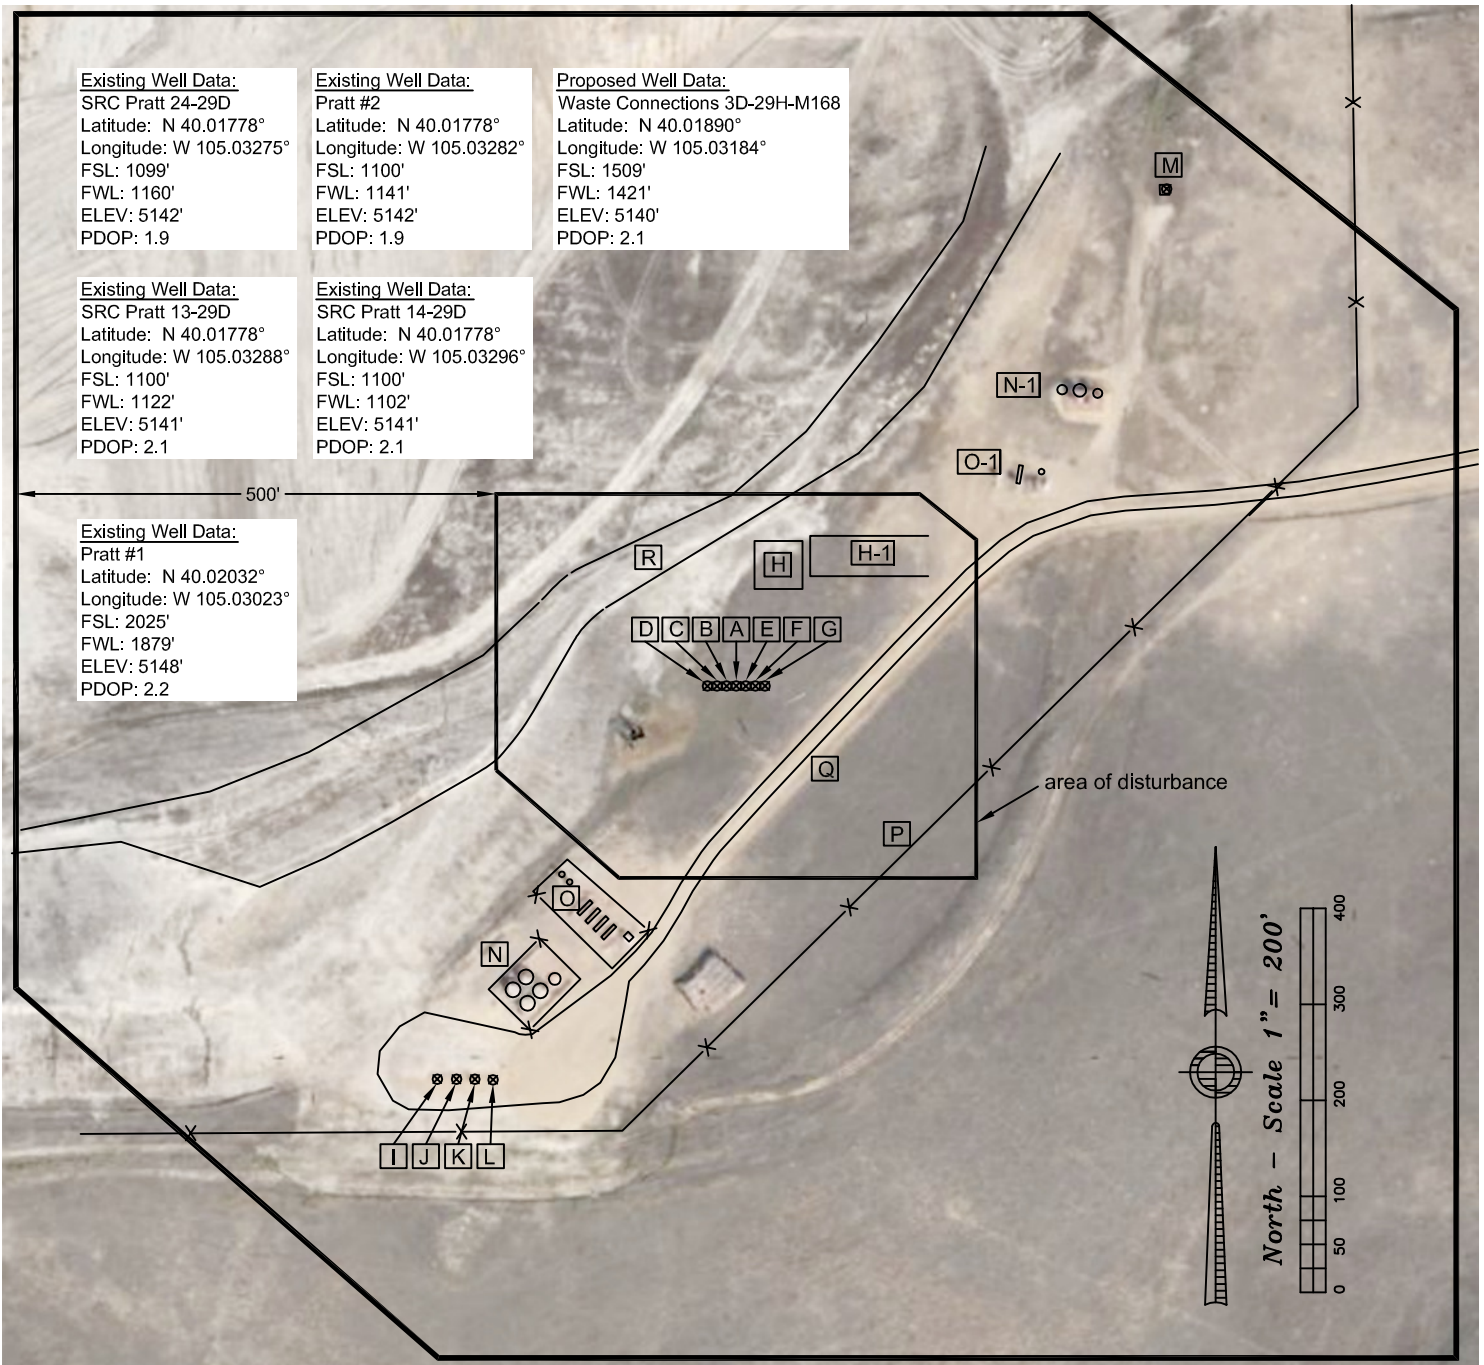 Existing Well Data:
SRC Pratt 24-29D
Latitude: N 40.01778°
Longitude: W 105.03275°
FSL: 1099'
FWL: 1160'
ELEV: 5142'
PDOP: 1.9
Existing Well Data:
Pratt #2
Latitude: N 40.01778°
Longitude: W 105.03282°
FSL: 1100'
FWL: 1141'
ELEV: 5142'
PDOP: 1.9
Proposed Well Data:
Waste Connections 3D-29H-M168
Latitude: N 40.01890°
Longitude: W 105.03184°
FSL: 1509'
FWL: 1421'
ELEV: 5140'
PDOP: 2.1
M
Existing Well Data:
SRC Pratt 13-29D
Latitude: N 40.01778°
Longitude: W 105.03288°
FSL: 1100'
FWL: 1122'
ELEV: 5141'
PDOP: 2.1
Existing Well Data:
SRC Pratt 14-29D
Latitude: N 40.01778°
Longitude: W 105.03296°
FSL: 1100'
FWL: 1102'
ELEV: 5141'
PDOP: 2.1
N-1
O-1
500'
Existing Well Data:
Pratt #1
Latitude: N 40.02032°
Longitude: W 105.03023°
FSL: 2025'
FWL: 1879'
ELEV: 5148'
PDOP: 2.2
R
H
H-1
D C B A E F G
Q
area of disturbance
P
O
N
I J K L
North - Scale 1"= 200'
0 50 100 200 300 400